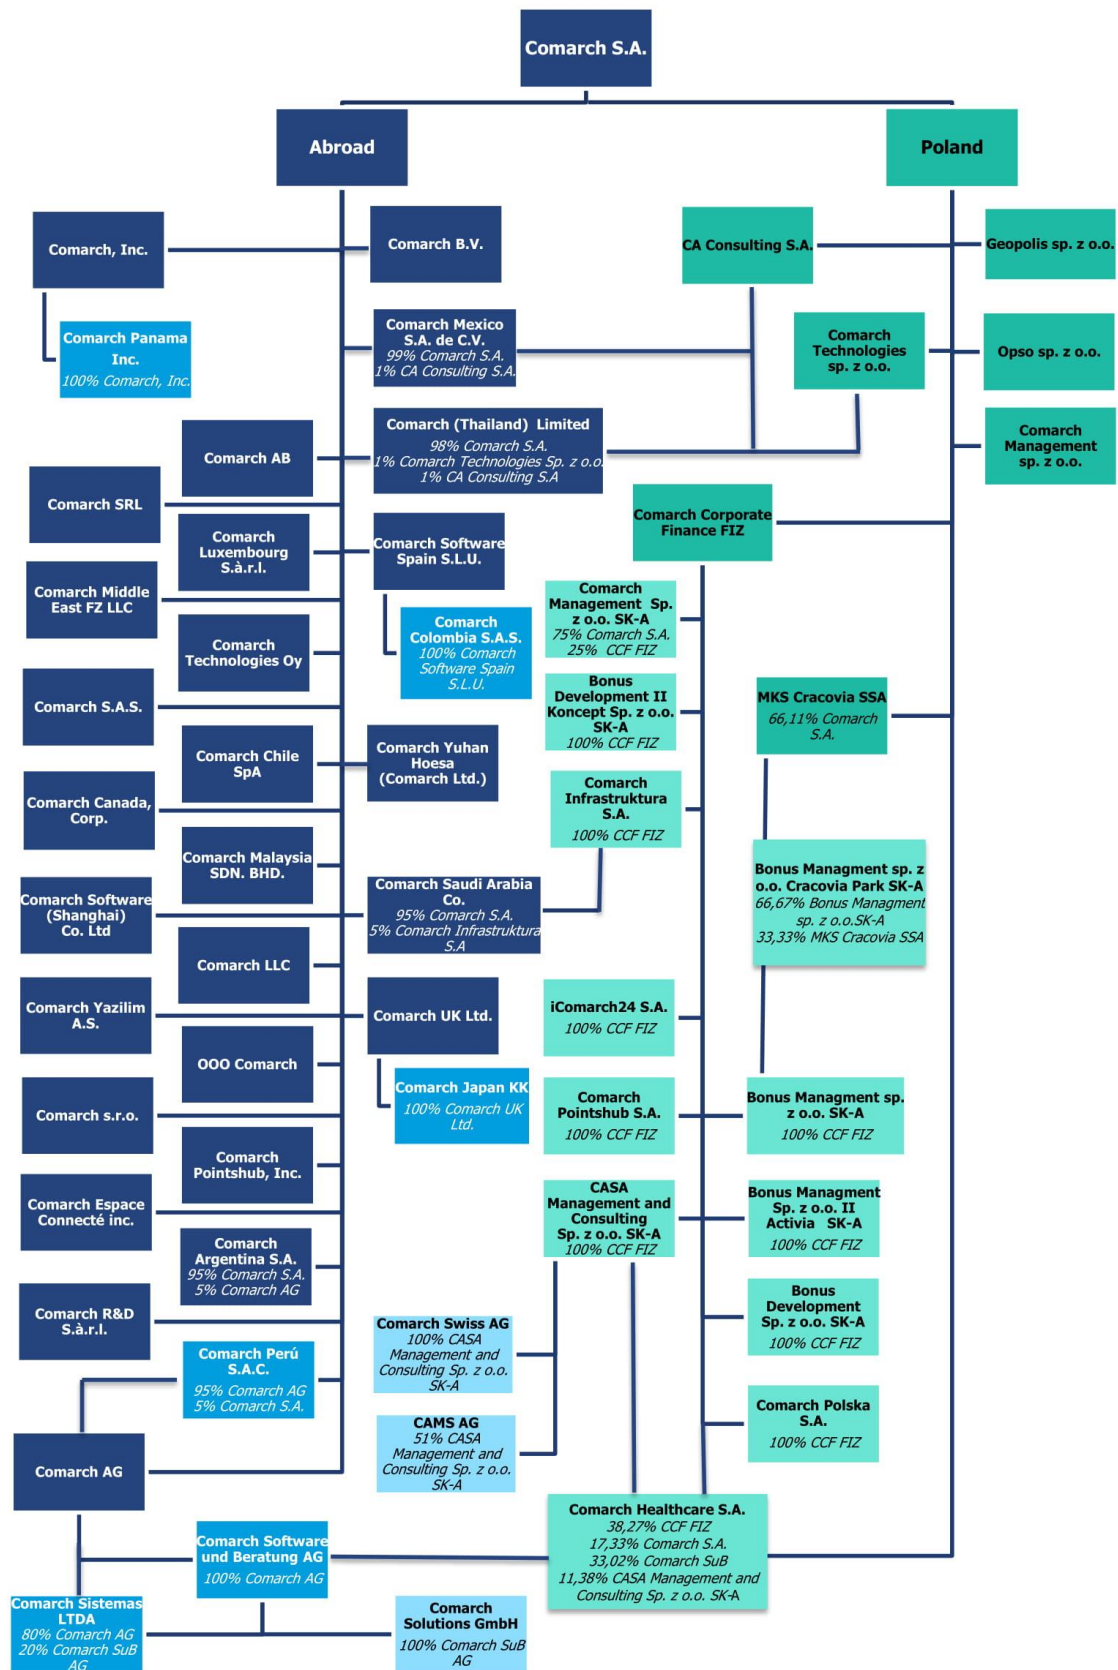 Comarch S.A.
Abroad
Poland
Comarch, Inc.
Comarch B.V.
CA Consulting S.A.
Geopolis sp. z o.o.
Comarch Panama
Inc.
100% Comarch, Inc.
Comarch Mexico
S.A. de C.V.
99% Comarch S.A.
1% CA Consulting S.A.
Comarch
Technologies
sp. z o.o.
Opso sp. z o.o.
Comarch AB
Comarch (Thailand) Limited
98% Comarch S.A.
1% Comarch Technologies Sp. z o.o.
1% CA Consulting S.A
Comarch
Management
sp. z o.o.
Comarch SRL
Comarch
Luxembourg
S.à.r.l.
Comarch Software
Spain S.L.U.
Comarch Corporate
Finance FIZ
Comarch Middle
East FZ LLC
Comarch
Technologies Oy
Comarch
Colombia S.A.S.
100% Comarch
Software Spain
S.L.U.
Comarch
Management Sp.
z o.o. SK-A
75% Comarch S.A.
25% CCF FIZ
Comarch S.A.S.
Bonus
Development II
Koncept Sp. z o.o.
SK-A
100% CCF FIZ
MKS Cracovia SSA
66,11% Comarch
S.A.
Comarch Chile
SpA
Comarch Yuhan
Hoesa
(Comarch Ltd.)
Comarch Canada,
Corp.
Comarch
Infrastruktura
S.A.
100% CCF FIZ
Comarch Malaysia
SDN. BHD.
Comarch Software
(Shanghai)
Co. Ltd
Comarch Saudi Arabia
Co.
95% Comarch S.A.
5% Comarch Infrastruktura
S.A
Bonus Managment sp. z
o.o. Cracovia Park SK-A
66,67% Bonus Managment
sp. z o.o.SK-A
33,33% MKS Cracovia SSA
Comarch LLC
Comarch Yazilim
A.S.
Comarch UK Ltd.
iComarch24 S.A.
100% CCF FIZ
OOO Comarch
Comarch Japan KK
100% Comarch UK
Ltd.
Comarch s.r.o.
Comarch
Pointshub S.A.
100% CCF FIZ
Bonus Managment sp.
z o.o. SK-A
100% CCF FIZ
Comarch
Pointshub, Inc.
Comarch Espace
Connecté inc.
CASA
Management and
Consulting
Sp. z o.o. SK-A
100% CCF FIZ
Bonus Managment
Sp. z o.o. II
Activia SK-A
100% CCF FIZ
Comarch
Argentina S.A.
95% Comarch S.A.
5% Comarch AG
Comarch R&D
S.à.r.l.
Comarch Swiss AG
100% CASA
Management and
Consulting Sp. z o.o.
SK-A
Bonus
Development
Sp. z o.o. SK-A
100% CCF FIZ
Comarch Perú
S.A.C.
95% Comarch AG
5% Comarch S.A.
CAMS AG
51% CASA
Management and
Consulting Sp. z o.o.
SK-A
Comarch Polska
S.A.
100% CCF FIZ
Comarch AG
Comarch Healthcare S.A.
38,27% CCF FIZ
17,33% Comarch S.A.
33,02% Comarch SuB
11,38% CASA Management and
Consulting Sp. z o.o. SK-A
Comarch Software
und Beratung AG
100% Comarch AG
Comarch Sistemas
LTDA
80% Comarch AG
20% Comarch SuB
AG
Comarch
Solutions GmbH
100% Comarch SuB
AG